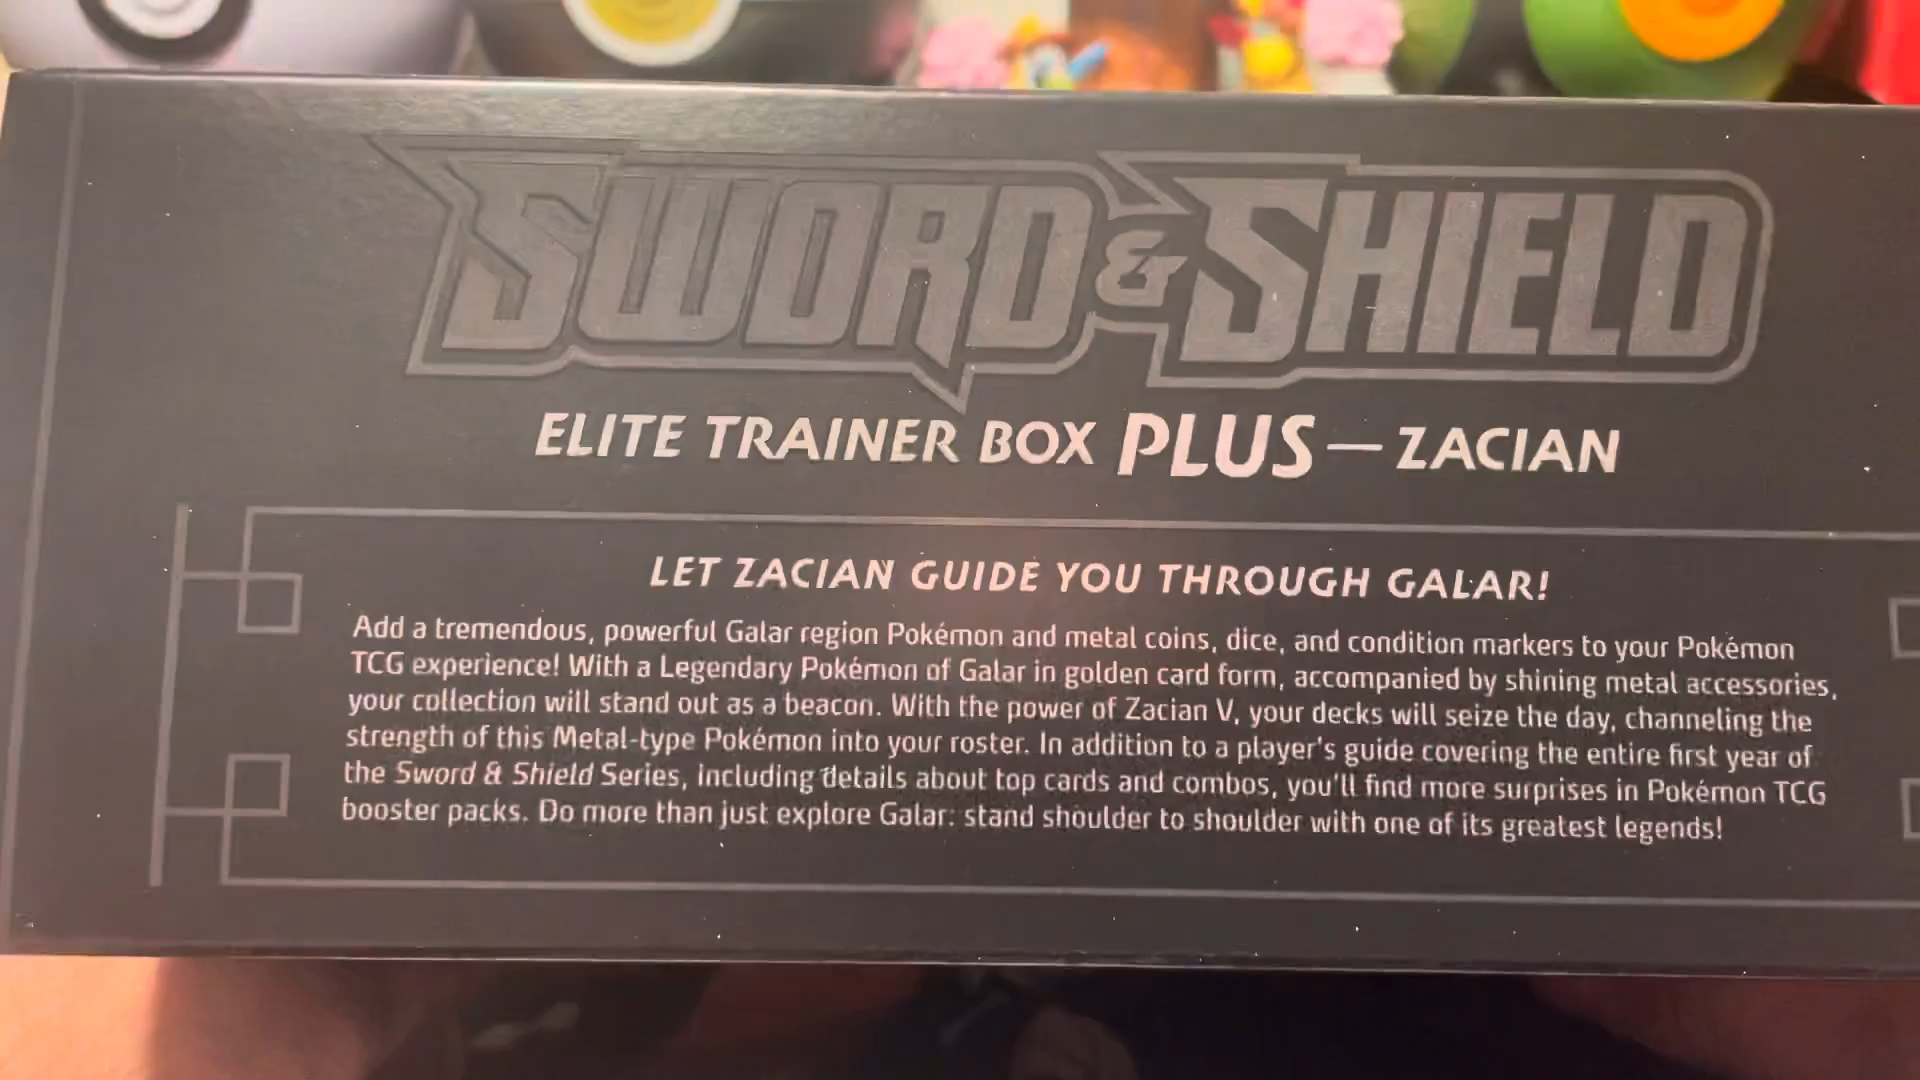 SWORD & SHIELD
ELITE TRAINER BOX PLUS — ZACIAN
LET ZACIAN GUIDE YOU THROUGH GALAR!
Add a tremendous, powerful Galar region Pokémon and metal coins, dice, and condition markers to your Pokémon
TCG experience! With a Legendary Pokémon of Galar in golden card form, accompanied by shining metal accessories,
your collection will stand out as a beacon. With the power of Zacian V, your decks will seize the day, channeling the
strength of this Metal-type Pokémon into your roster. In addition to a player's guide covering the entire first year of
the Sword & Shield Series, including details about top cards and combos, you'll find more surprises in Pokémon TCG
booster packs. Do more than just explore Galar: stand shoulder to shoulder with one of its greatest legends!